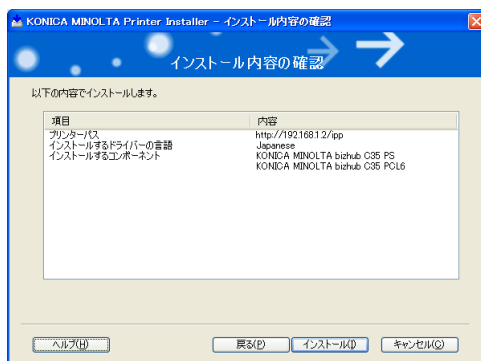 KONICA MINOLTA Printer Installer - インストール内容の確認
インストール内容の確認
以下の内容でインストールします。
項目 内容
プリンターパス http://192.168.1.2/ipp
インストールするドライバーの言語 Japanese
インストールするコンポーネント KONICA MINOLTA bizhub C35 PS
KONICA MINOLTA bizhub C35 PCL6
ヘルプ(H) 戻る(P) インストール(I) キャンセル(C)